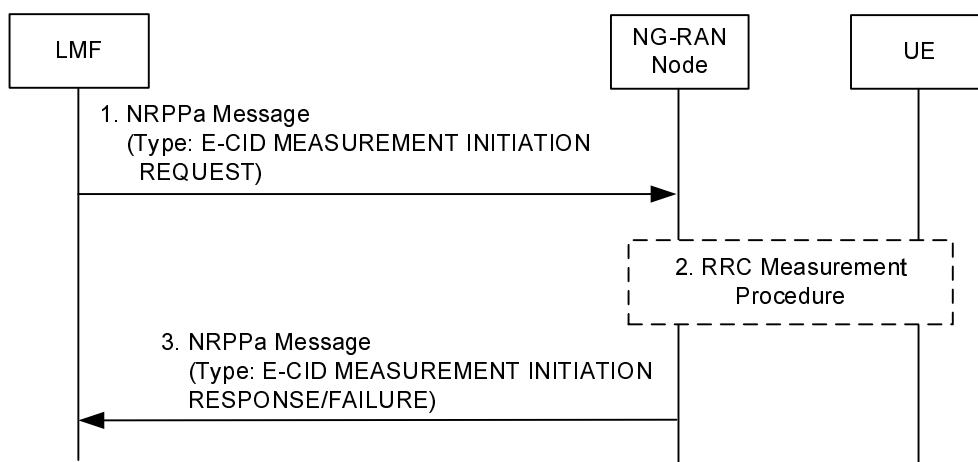 LMF
NG-RAN
Node
UE
1. NRPPa Message
(Type: E-CID MEASUREMENT INITIATION
REQUEST)
2. RRC Measurement
Procedure
3. NRPPa Message
(Type: E-CID MEASUREMENT INITIATION
RESPONSE/FAILURE)